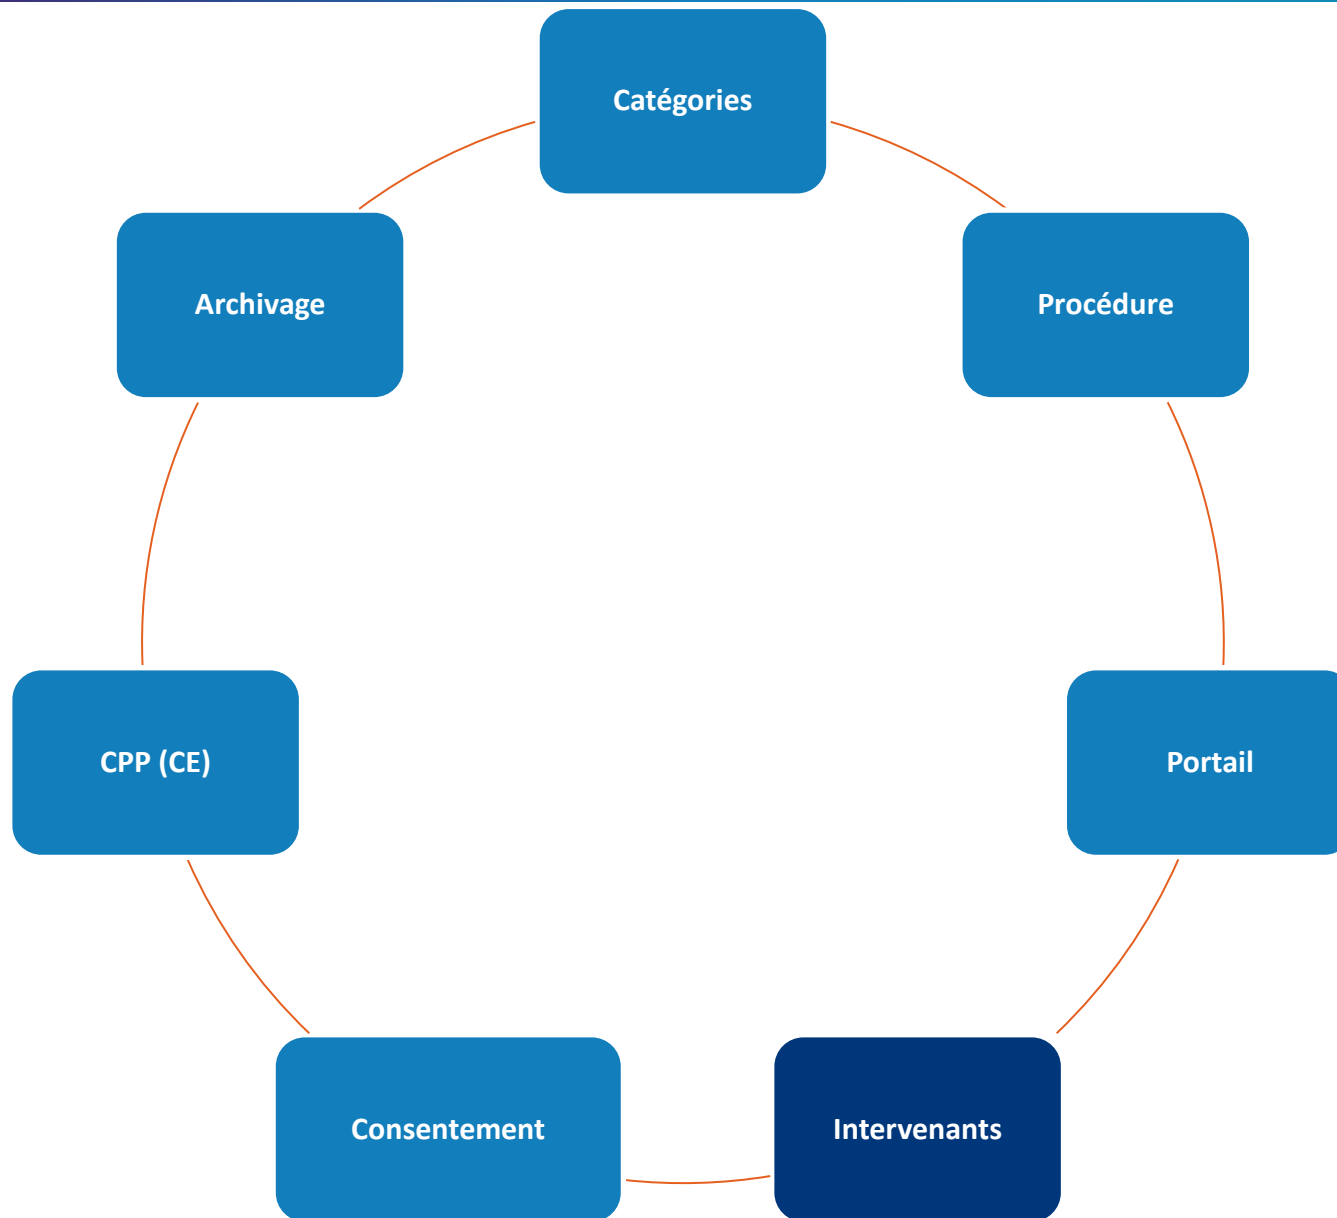 Catégories
Procédure
Portail
Intervenants
Consentement
CPP (CE)
Archivage